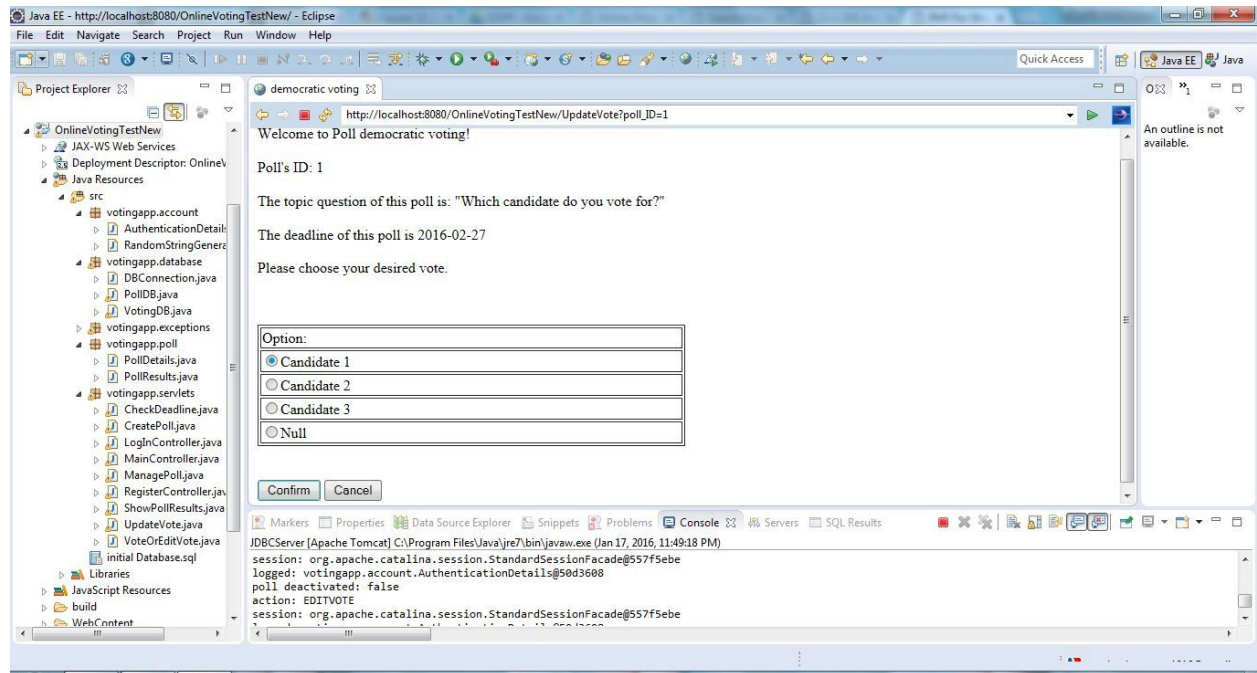 Java EE - http://localhost:8080/OnlineVotingTestNew/ - Eclipse
File Edit Navigate Search Project Run Window Help
Quick Access
Java EE
Java
Project Explorer
OnlineVotingTestNew
JAX-WS Web Services
Deployment Descriptor: OnlineV
Java Resources
src
votingapp.account
AuthenticationDetails
RandomStringGenera
votingapp.database
DBConnection.java
PollDB.java
VotingDB.java
votingapp.exceptions
votingapp.poll
PollDetails.java
PollResults.java
votingapp.servlets
CheckDeadline.java
CreatePoll.java
LogInController.java
MainController.java
ManagePoll.java
RegisterController.jav
ShowPollResults.java
UpdateVote.java
VoteOrEditVote.java
initial Database.sql
Libraries
JavaScript Resources
build
WebContent
democratic voting
http://localhost:8080/OnlineVotingTestNew/UpdateVote?poll_ID=1
Welcome to Poll democratic voting!
Poll's ID: 1
The topic question of this poll is: "Which candidate do you vote for?"
The deadline of this poll is 2016-02-27
Please choose your desired vote.
Option:
Candidate 1
Candidate 2
Candidate 3
Null
Confirm Cancel
An outline is not
available.
Markers Properties Data Source Explorer Snippets Problems Console Servers SQL Results
JDBCServer [Apache Tomcat] C:\Program Files\Java\jre7\bin\javaw.exe (Jan 17, 2016, 11:49:18 PM)
session: org.apache.catalina.session.StandardSessionFacade@557f5ebe
logged: votingapp.account.AuthenticationDetails@50d3608
poll deactivated: false
action: EDITVOTE
session: org.apache.catalina.session.StandardSessionFacade@557f5ebe